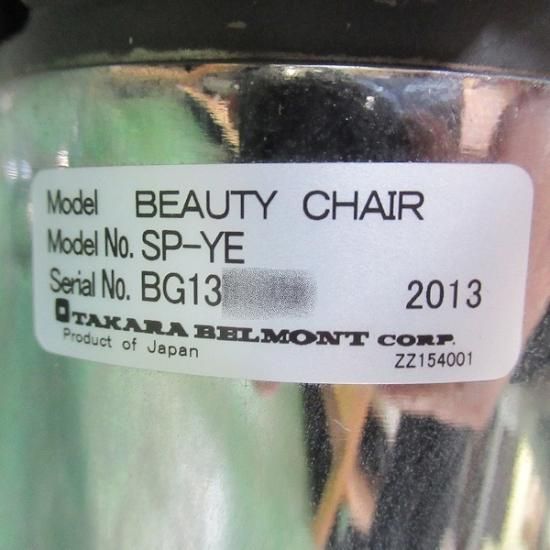 Model BEAUTY CHAIR
Model No. SP-YE
Serial No. BG13
2013
TAKARA BELMONT CORP.
Product of Japan
ZZ154001